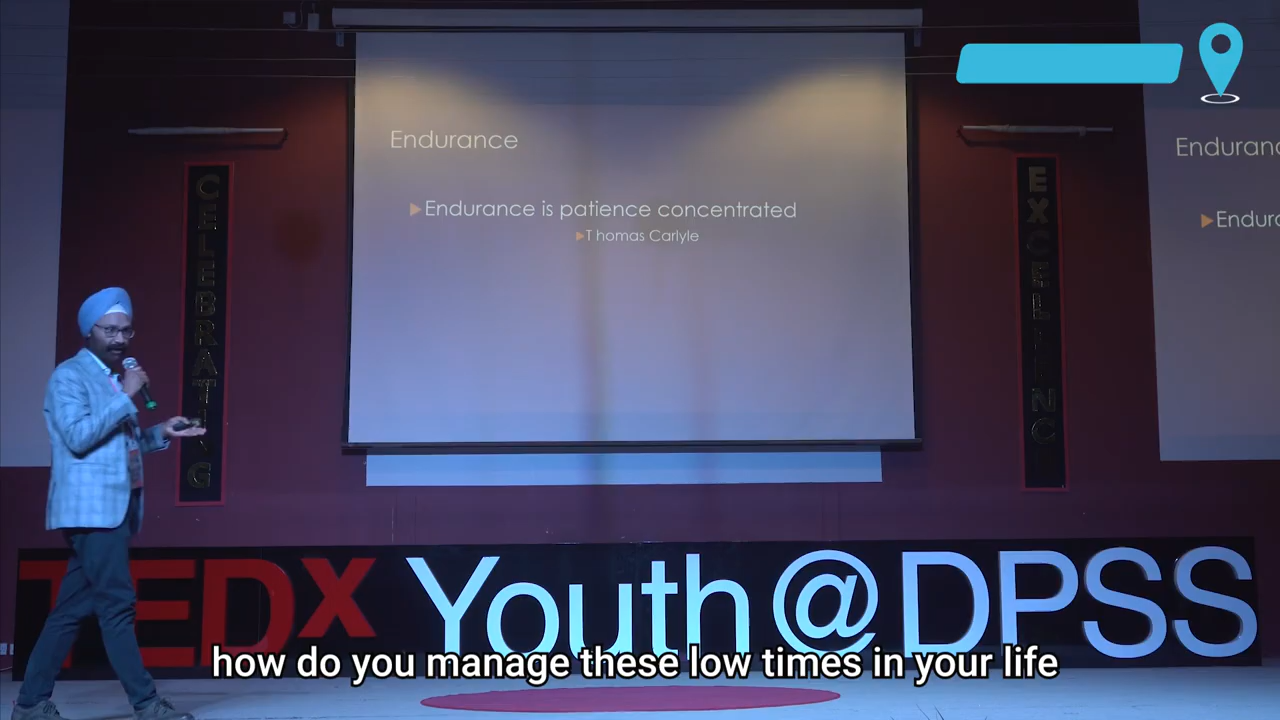 Endurance
Endurance is patience concentrated
T homas Carlyle
Enduranc
Endura
CELEBRATING
EXCELLING
TEDx Youth@DPSS
how do you manage these low times in your life